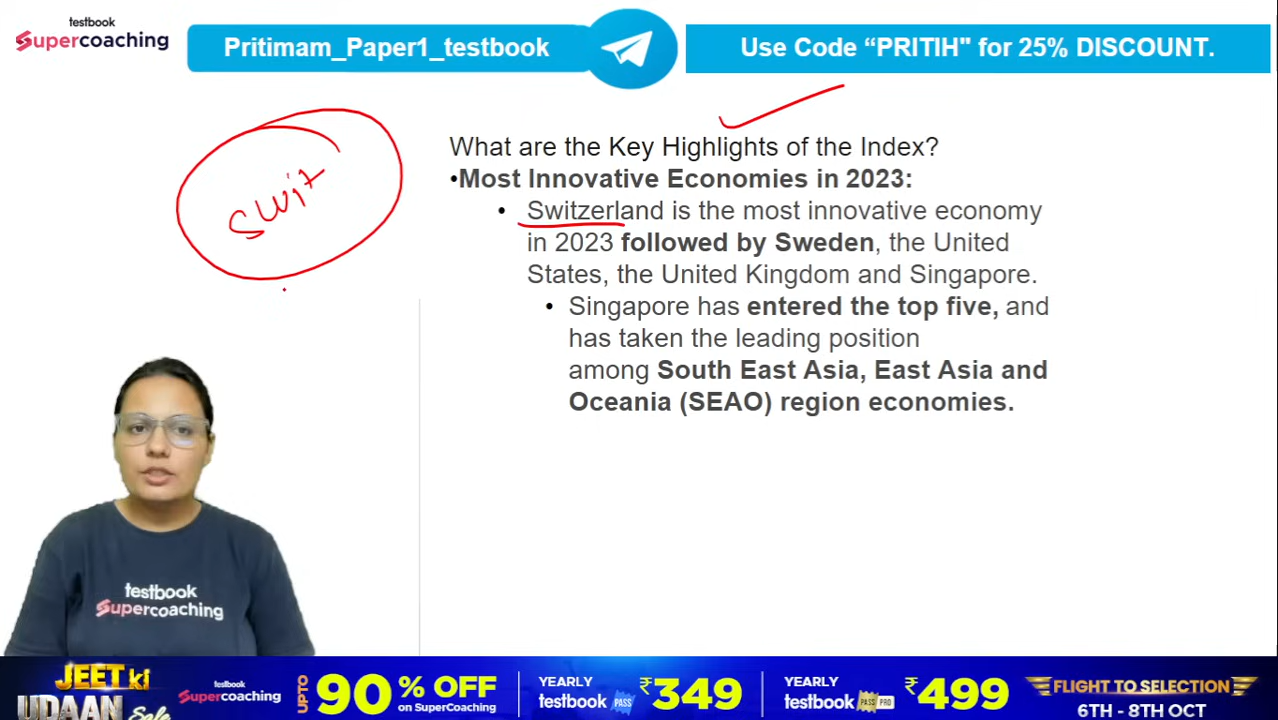 testbook
Supercoaching
Pritimam_Paper1_testbook
Use Code “PRITIH" for 25% DISCOUNT.
What are the Key Highlights of the Index?
•Most Innovative Economies in 2023:
• Switzerland is the most innovative economy
in 2023 followed by Sweden, the United
States, the United Kingdom and Singapore.
• Singapore has entered the top five, and
has taken the leading position
among South East Asia, East Asia and
Oceania (SEAO) region economies.
Swit
testbook
Supercoaching
JEET ki
UDAAN Sale
testbook
Supercoaching
UPTO 90% OFF
on SuperCoaching
YEARLY
testbook PASS
₹349
YEARLY
testbook PASS PRO
₹499
FLIGHT TO SELECTION
6TH - 8TH OCT